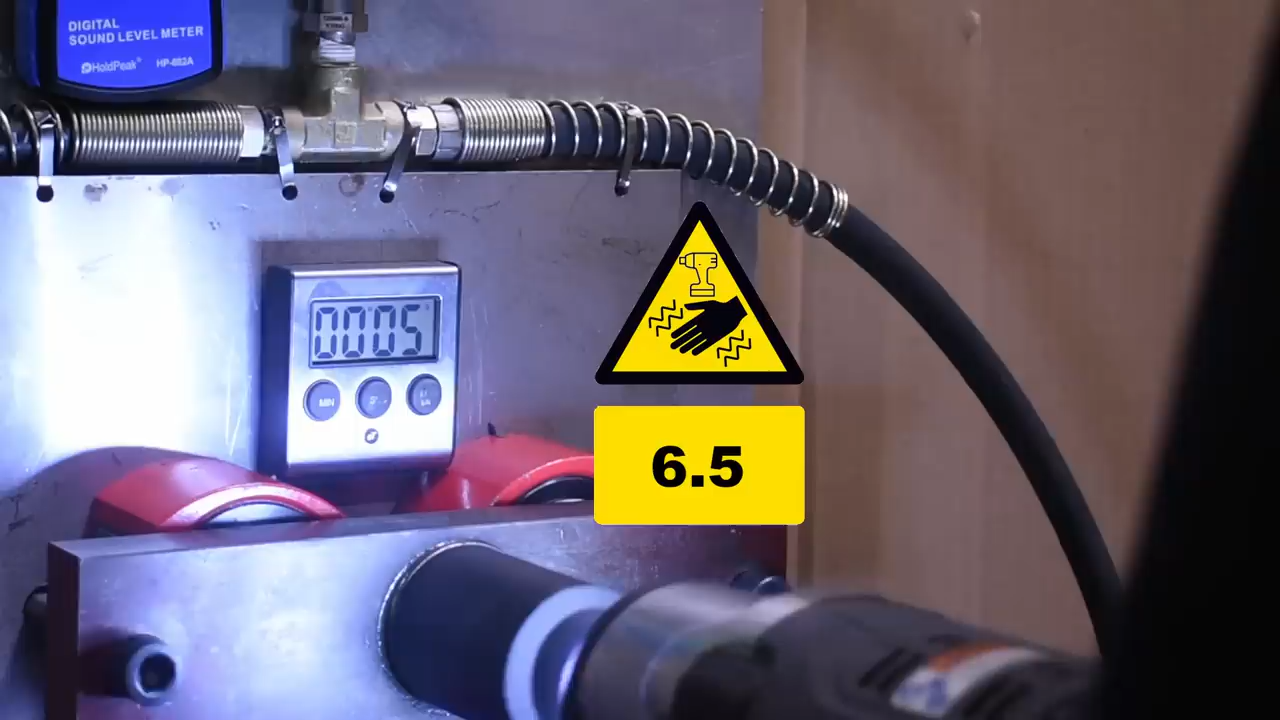 DIGITAL
SOUND LEVEL METER
HoldPeak
HP-882A
0005
MIN
6.5